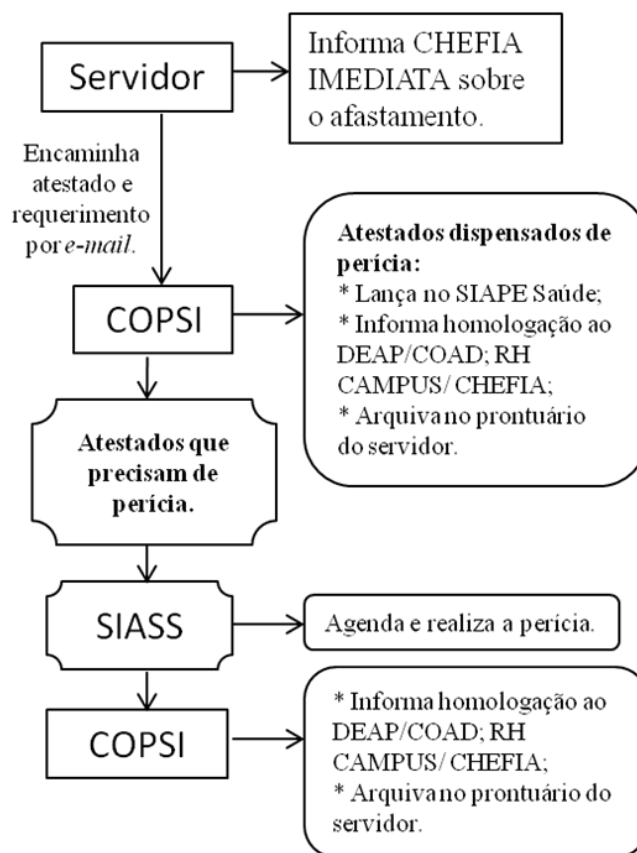 Servidor
Informa CHEFIA
IMEDIATA sobre
o afastamento.
Encaminha
atestado e
requerimento
por e-mail.
COPSI
Atestados dispensados de
perícia:
* Lança no SIAPE Saúde;
* Informa homologação ao
DEAP/COAD; RH
CAMPUS/ CHEFIA;
* Arquiva no prontuário
do servidor.
Atestados que
precisam de
perícia.
SIASS
Agenda e realiza a perícia.
COPSI
* Informa homologação ao
DEAP/COAD; RH
CAMPUS/ CHEFIA;
* Arquiva no prontuário do
servidor.